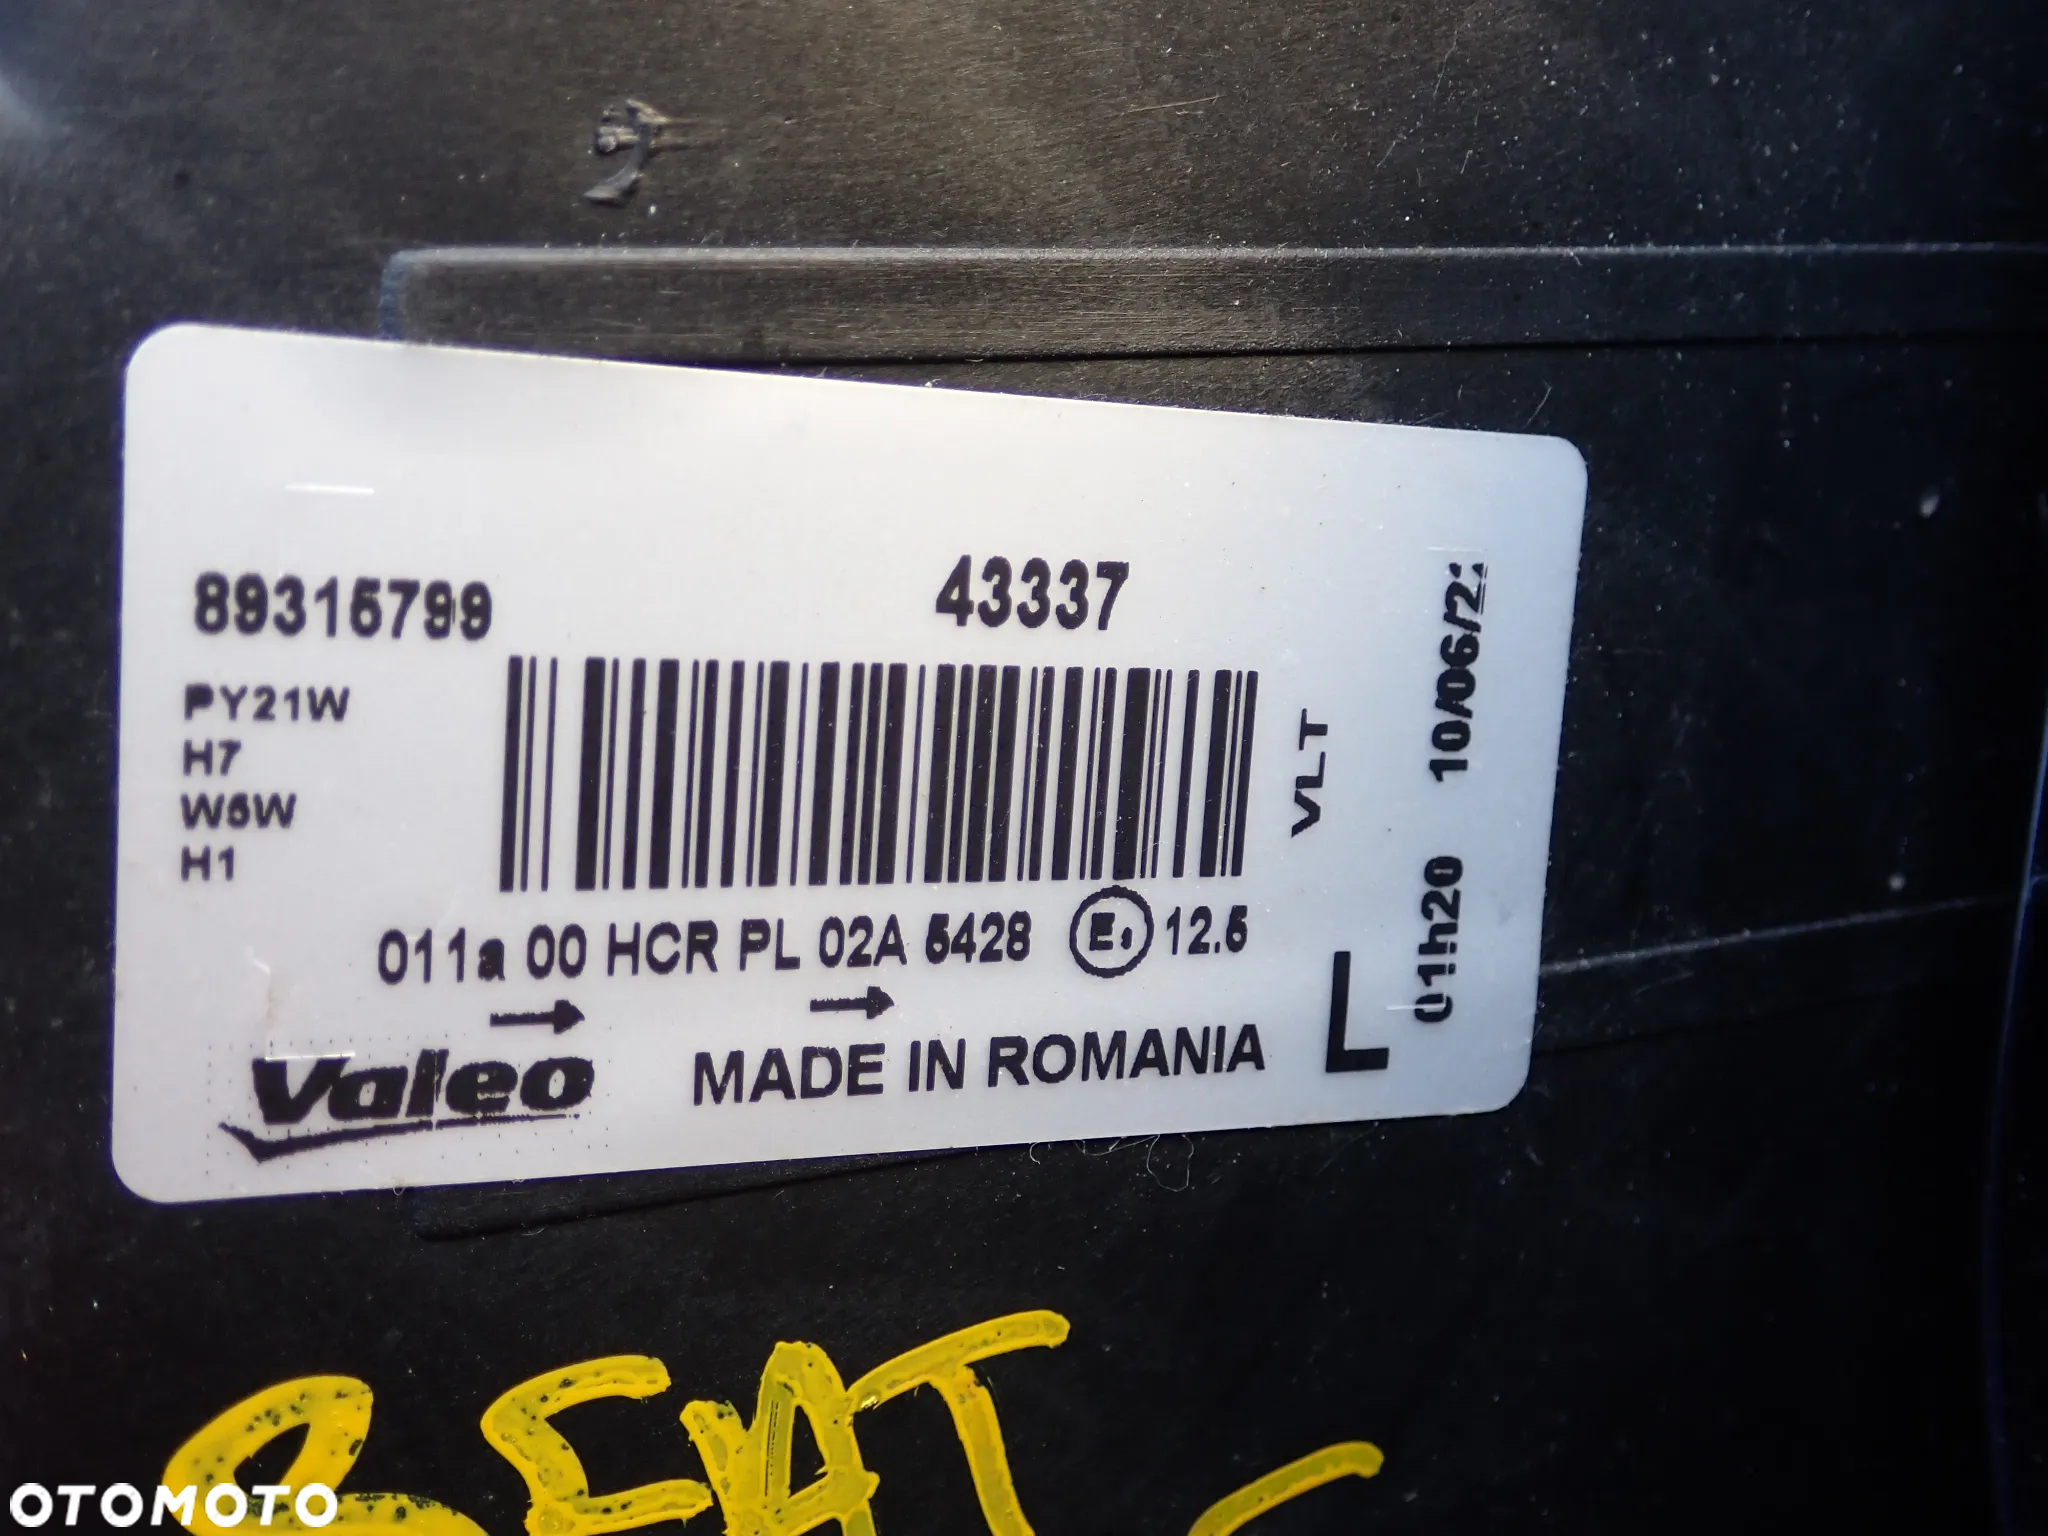 89315799
43337
PY21W
H7
W5W
H1
VLT
01h20 10/06/2
011a 00 HCR PL 02A 5428 E1 12.5
L
Valeo
MADE IN ROMANIA
SEAT
OTOMOTO